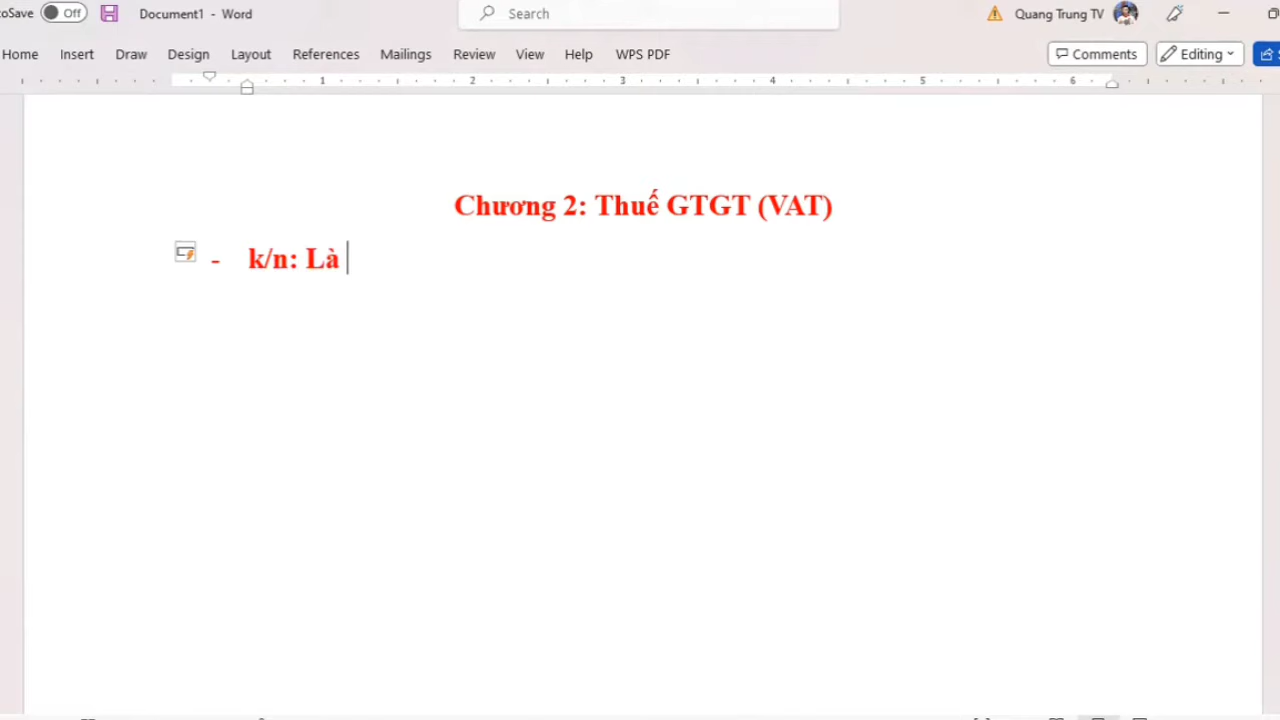 oSave Off Document1 - Word Search Quang Trung TV
Home Insert Draw Design Layout References Mailings Review View Help WPS PDF Comments Editing
1 2 3 4 5 6
Chương 2: Thuế GTGT (VAT)
- k/n: Là